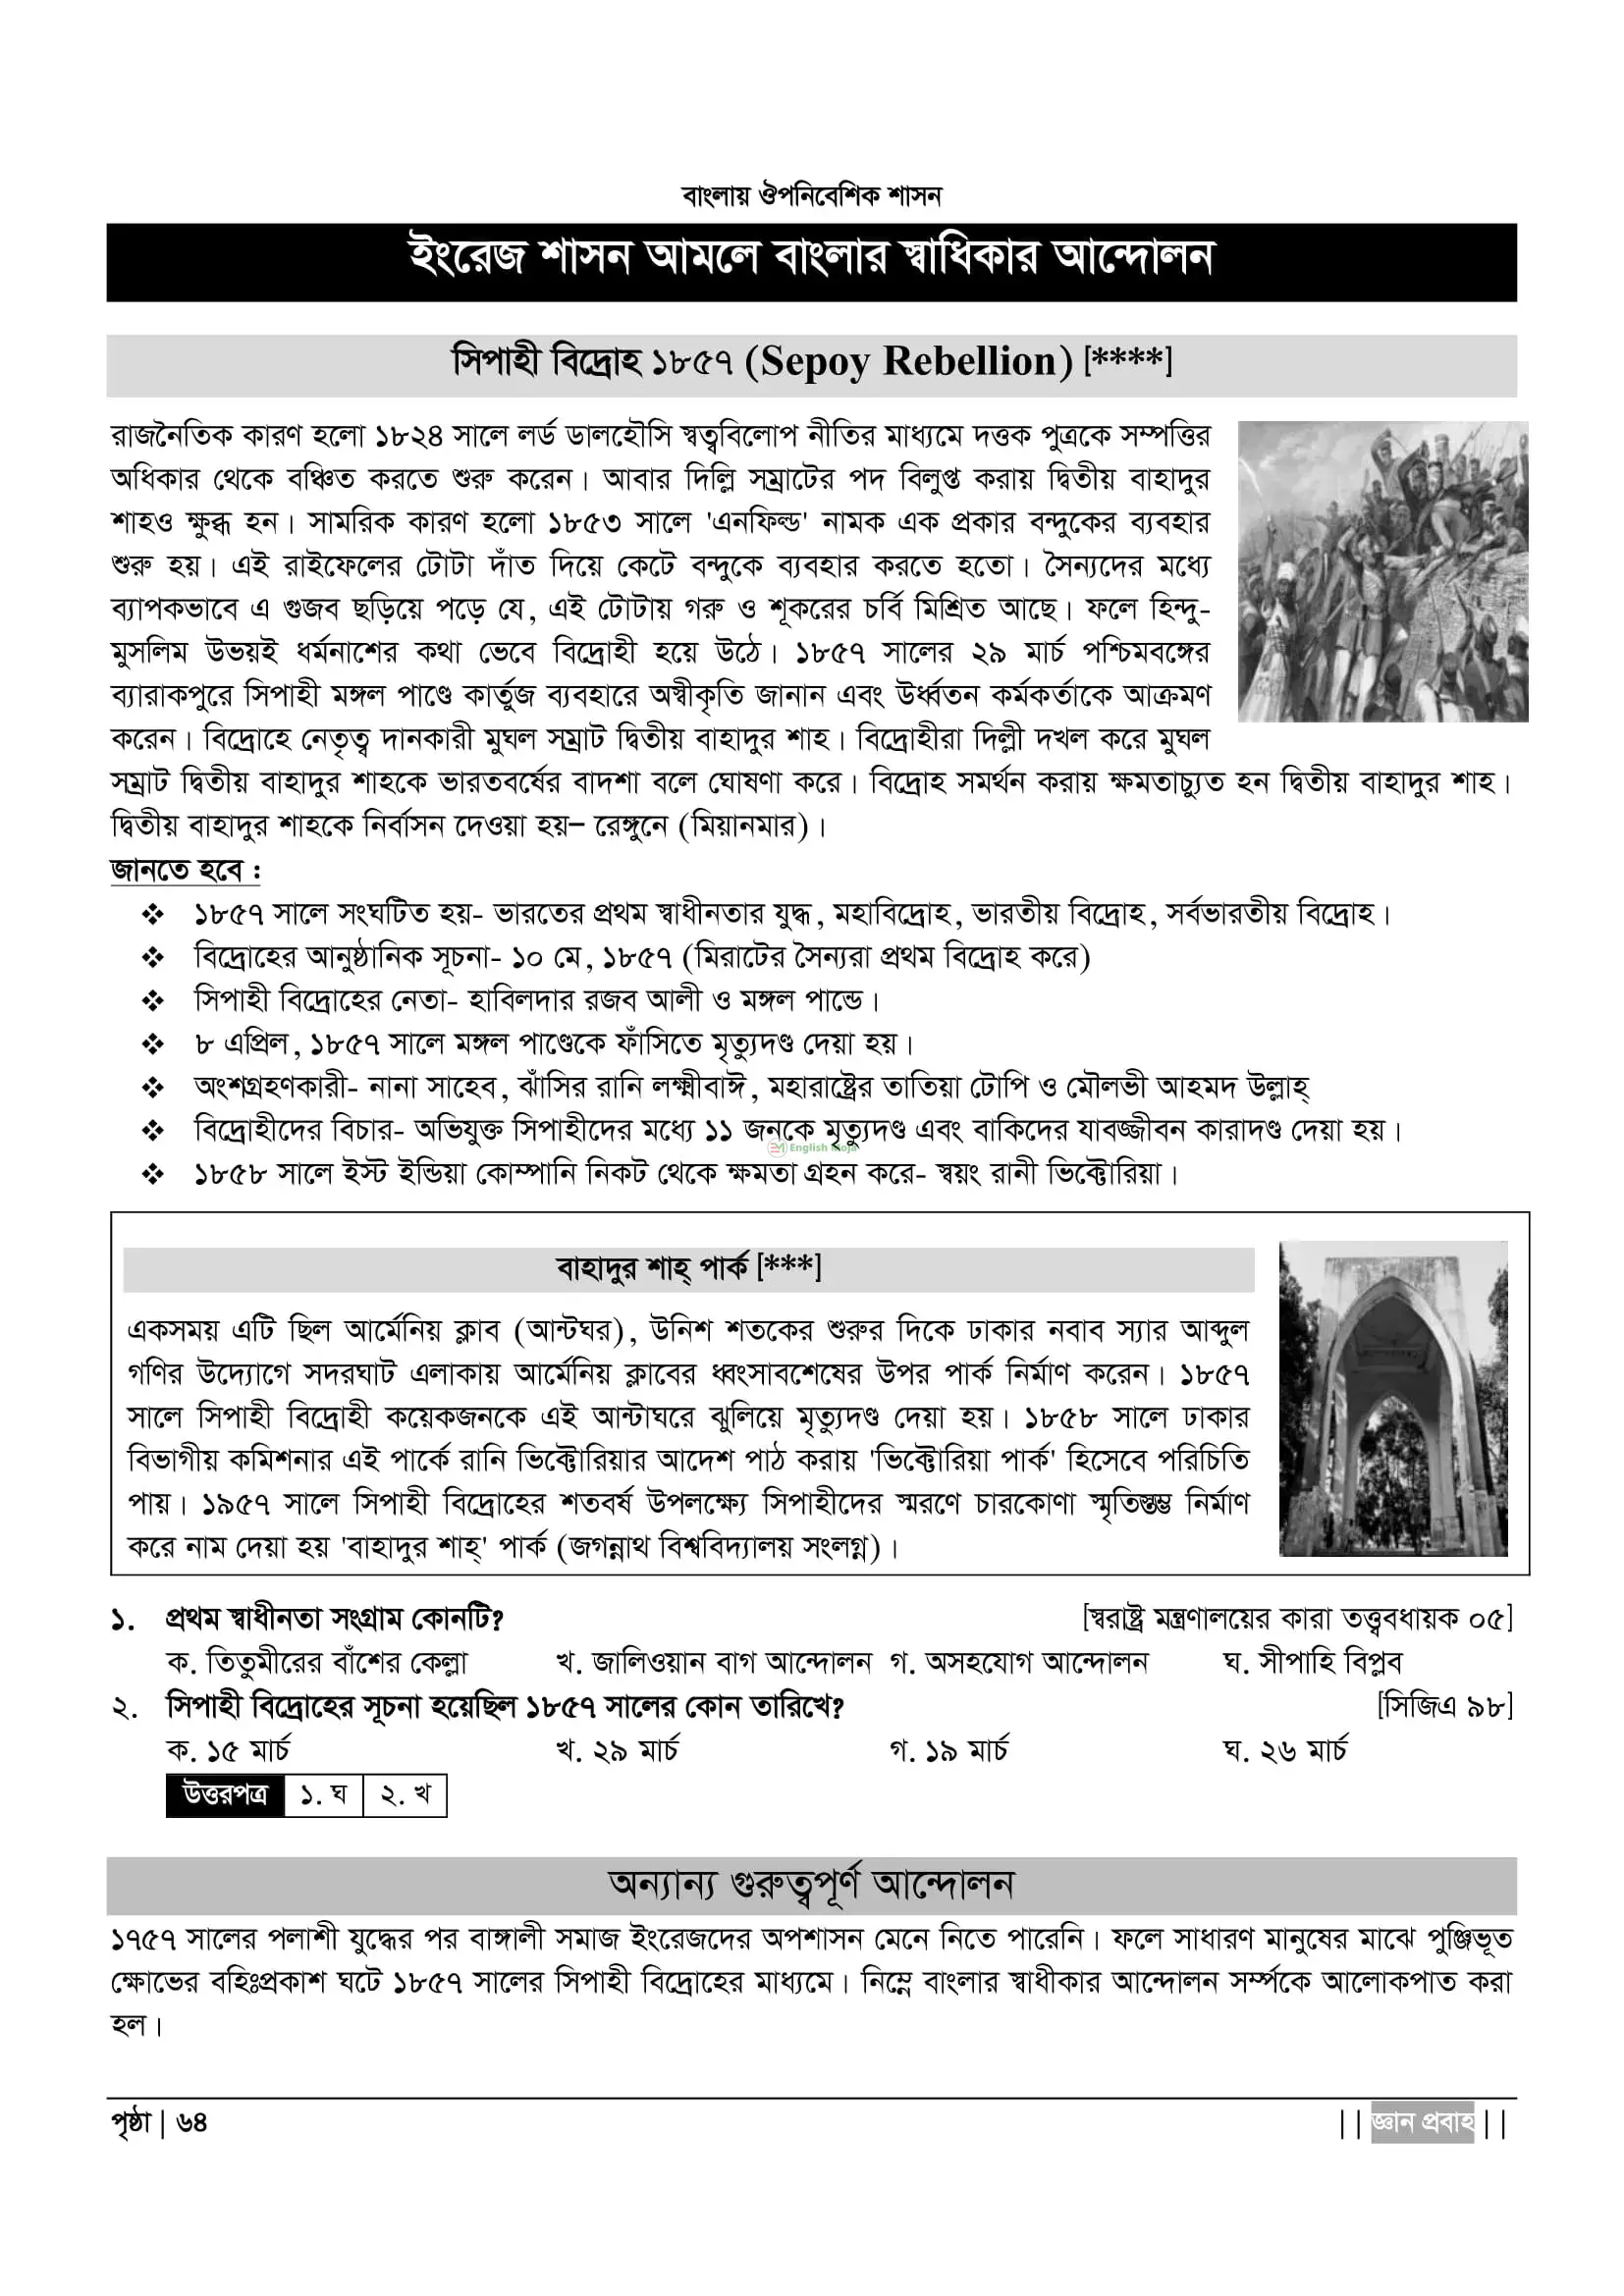 বাংলায় ঔপনিবেশিক শাসন
ইংরেজ শাসন আমলে বাংলার স্বাধিকার আন্দোলন
সিপাহী বিদ্রোহ ১৮৫৭ (Sepoy Rebellion) [****]
রাজনৈতিক কারণ হলো ১৮২৪ সালে লর্ড ডালহৌসি স্বত্ববিলোপ নীতির মাধ্যমে দত্তক পুত্রকে সম্পত্তির
অধিকার থেকে বঞ্চিত করতে শুরু করেন। আবার দিল্লি সম্রাটের পদ বিলুপ্ত করায় দ্বিতীয় বাহাদুর
শাহও ক্ষুব্ধ হন। সামরিক কারণ হলো ১৮৫৩ সালে 'এনফিল্ড' নামক এক প্রকার বন্দুকের ব্যবহার
শুরু হয়। এই রাইফেলের টোটা দাঁত দিয়ে কেটে বন্দুকে ব্যবহার করতে হতো। সৈন্যদের মধ্যে
ব্যাপকভাবে এ গুজব ছড়িয়ে পড়ে যে, এই টোটায় গরু ও শূকরের চর্বি মিশ্রিত আছে। ফলে হিন্দু-
মুসলিম উভয়ই ধর্মনাশের কথা ভেবে বিদ্রোহী হয়ে উঠে। ১৮৫৭ সালের ২৯ মার্চ পশ্চিমবঙ্গের
ব্যারাকপুরে সিপাহী মঙ্গল পাণ্ডে কার্তুজ ব্যবহারে অস্বীকৃতি জানান এবং উর্ধ্বতন কর্মকর্তাকে আক্রমণ
করেন। বিদ্রোহে নেতৃত্ব দানকারী মুঘল সম্রাট দ্বিতীয় বাহাদুর শাহ। বিদ্রোহীরা দিল্লী দখল করে মুঘল
সম্রাট দ্বিতীয় বাহাদুর শাহকে ভারতবর্ষের বাদশা বলে ঘোষণা করে। বিদ্রোহ সমর্থন করায় ক্ষমতাচ্যুত হন দ্বিতীয় বাহাদুর শাহ।
দ্বিতীয় বাহাদুর শাহকে নির্বাসন দেওয়া হয়– রেঙ্গুনে (মিয়ানমার)।
জানতে হবে :
❖ ১৮৫৭ সালে সংঘটিত হয়- ভারতের প্রথম স্বাধীনতার যুদ্ধ, মহাবিদ্রোহ, ভারতীয় বিদ্রোহ, সর্বভারতীয় বিদ্রোহ।
❖ বিদ্রোহের আনুষ্ঠানিক সূচনা- ১০ মে, ১৮৫৭ (মিরাটের সৈন্যরা প্রথম বিদ্রোহ করে)
❖ সিপাহী বিদ্রোহের নেতা- হাবিলদার রজব আলী ও মঙ্গল পান্ডে।
❖ ৮ এপ্রিল, ১৮৫৭ সালে মঙ্গল পাণ্ডেকে ফাঁসিতে মৃত্যুদণ্ড দেয়া হয়।
❖ অংশগ্রহণকারী- নানা সাহেব, ঝাঁসির রানি লক্ষ্মীবাঈ, মহারাষ্ট্রের তাতিয়া টোপি ও মৌলভী আহমদ উল্লাহ্
❖ বিদ্রোহীদের বিচার- অভিযুক্ত সিপাহীদের মধ্যে ১১ জনকে মৃত্যুদণ্ড এবং বাকিদের যাবজ্জীবন কারাদণ্ড দেয়া হয়।
English Moja
❖ ১৮৫৮ সালে ইস্ট ইন্ডিয়া কোম্পানি নিকট থেকে ক্ষমতা গ্রহন করে- স্বয়ং রানী ভিক্টোরিয়া।
বাহাদুর শাহ্ পার্ক [***]
একসময় এটি ছিল আর্মেনিয় ক্লাব (আন্টঘর), উনিশ শতকের শুরুর দিকে ঢাকার নবাব স্যার আব্দুল
গণির উদ্যোগে সদরঘাট এলাকায় আর্মেনিয় ক্লাবের ধ্বংসাবশেষের উপর পার্ক নির্মাণ করেন। ১৮৫৭
সালে সিপাহী বিদ্রোহী কয়েকজনকে এই আন্টাঘরে ঝুলিয়ে মৃত্যুদণ্ড দেয়া হয়। ১৮৫৮ সালে ঢাকার
বিভাগীয় কমিশনার এই পার্কে রানি ভিক্টোরিয়ার আদেশ পাঠ করায় 'ভিক্টোরিয়া পার্ক' হিসেবে পরিচিতি
পায়। ১৯৫৭ সালে সিপাহী বিদ্রোহের শতবর্ষ উপলক্ষ্যে সিপাহীদের স্মরণে চারকোণা স্মৃতিস্তম্ভ নির্মাণ
করে নাম দেয়া হয় 'বাহাদুর শাহ্' পার্ক (জগন্নাথ বিশ্ববিদ্যালয় সংলগ্ন)।
১. প্রথম স্বাধীনতা সংগ্রাম কোনটি? [স্বরাষ্ট্র মন্ত্রণালয়ের কারা তত্ত্বধায়ক ০৫]
ক. তিতুমীরের বাঁশের কেল্লা খ. জালিওয়ান বাগ আন্দোলন গ. অসহযোগ আন্দোলন ঘ. সীপাহি বিপ্লব
২. সিপাহী বিদ্রোহের সূচনা হয়েছিল ১৮৫৭ সালের কোন তারিখে? [সিজিএ ৯৮]
ক. ১৫ মার্চ খ. ২৯ মার্চ গ. ১৯ মার্চ ঘ. ২৬ মার্চ
উত্তরপত্র ১. ঘ ২. খ
অন্যান্য গুরুত্বপূর্ণ আন্দোলন
১৭৫৭ সালের পলাশী যুদ্ধের পর বাঙ্গালী সমাজ ইংরেজদের অপশাসন মেনে নিতে পারেনি। ফলে সাধারণ মানুষের মাঝে পুঞ্জিভূত
ক্ষোভের বহিঃপ্রকাশ ঘটে ১৮৫৭ সালের সিপাহী বিদ্রোহের মাধ্যমে। নিম্নে বাংলার স্বাধীকার আন্দোলন সর্ম্পকে আলোকপাত করা
হল।
পৃষ্ঠা | ৬৪ || জ্ঞান প্রবাহ ||